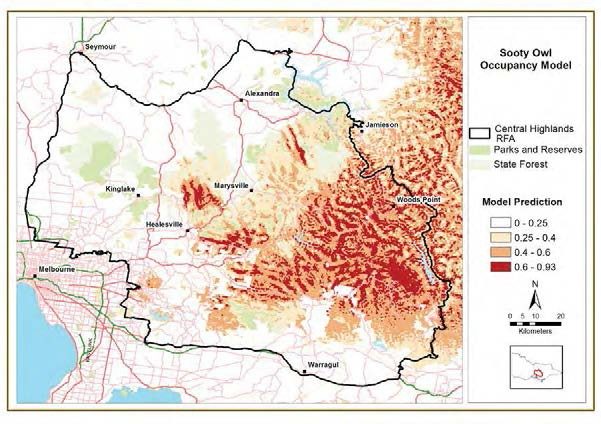 Seymour
Alexandra
Jamieson
Kinglake
Marysville
Woods Point
Healesville
Melbourne
Warragul
Sooty Owl
Occupancy Model
Central Highlands
RFA
Parks and Reserves
State Forest
Model Prediction
0 - 0.25
0.25 - 0.4
0.4 - 0.6
0.6 - 0.93
N
0 5 10 20
Kilometers